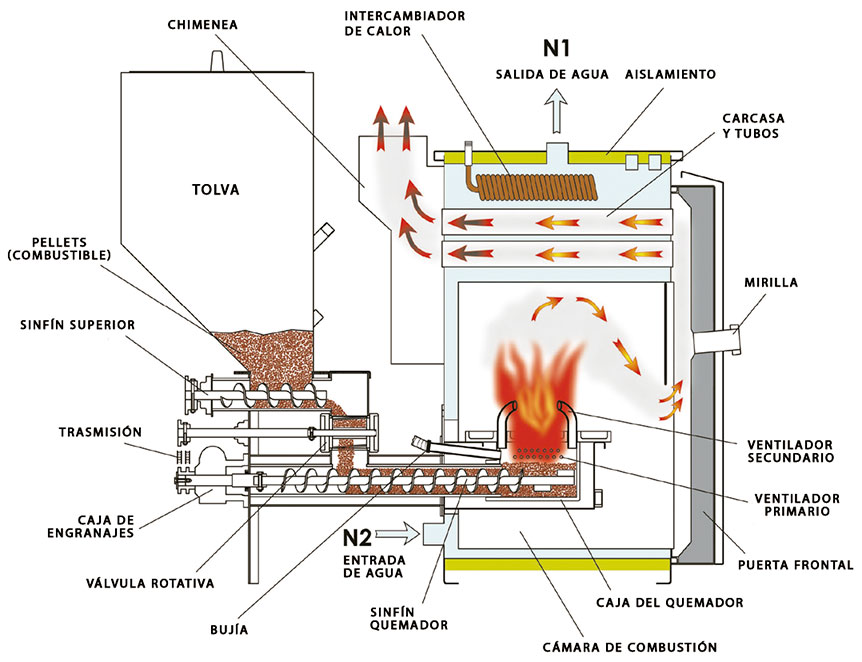 CHIMENEA
INTERCAMBIADOR
DE CALOR
N1
SALIDA DE AGUA
AISLAMIENTO
CARCASA
Y TUBOS
TOLVA
PELLETS
(COMBUSTIBLE)
MIRILLA
SINFÍN SUPERIOR
TRASMISIÓN
VENTILADOR
SECUNDARIO
VENTILADOR
PRIMARIO
CAJA DE
ENGRANAJES
N2
ENTRADA
DE AGUA
PUERTA FRONTAL
VÁLVULA ROTATIVA
BUJÍA
SINFÍN
QUEMADOR
CAJA DEL QUEMADOR
CÁMARA DE COMBUSTIÓN